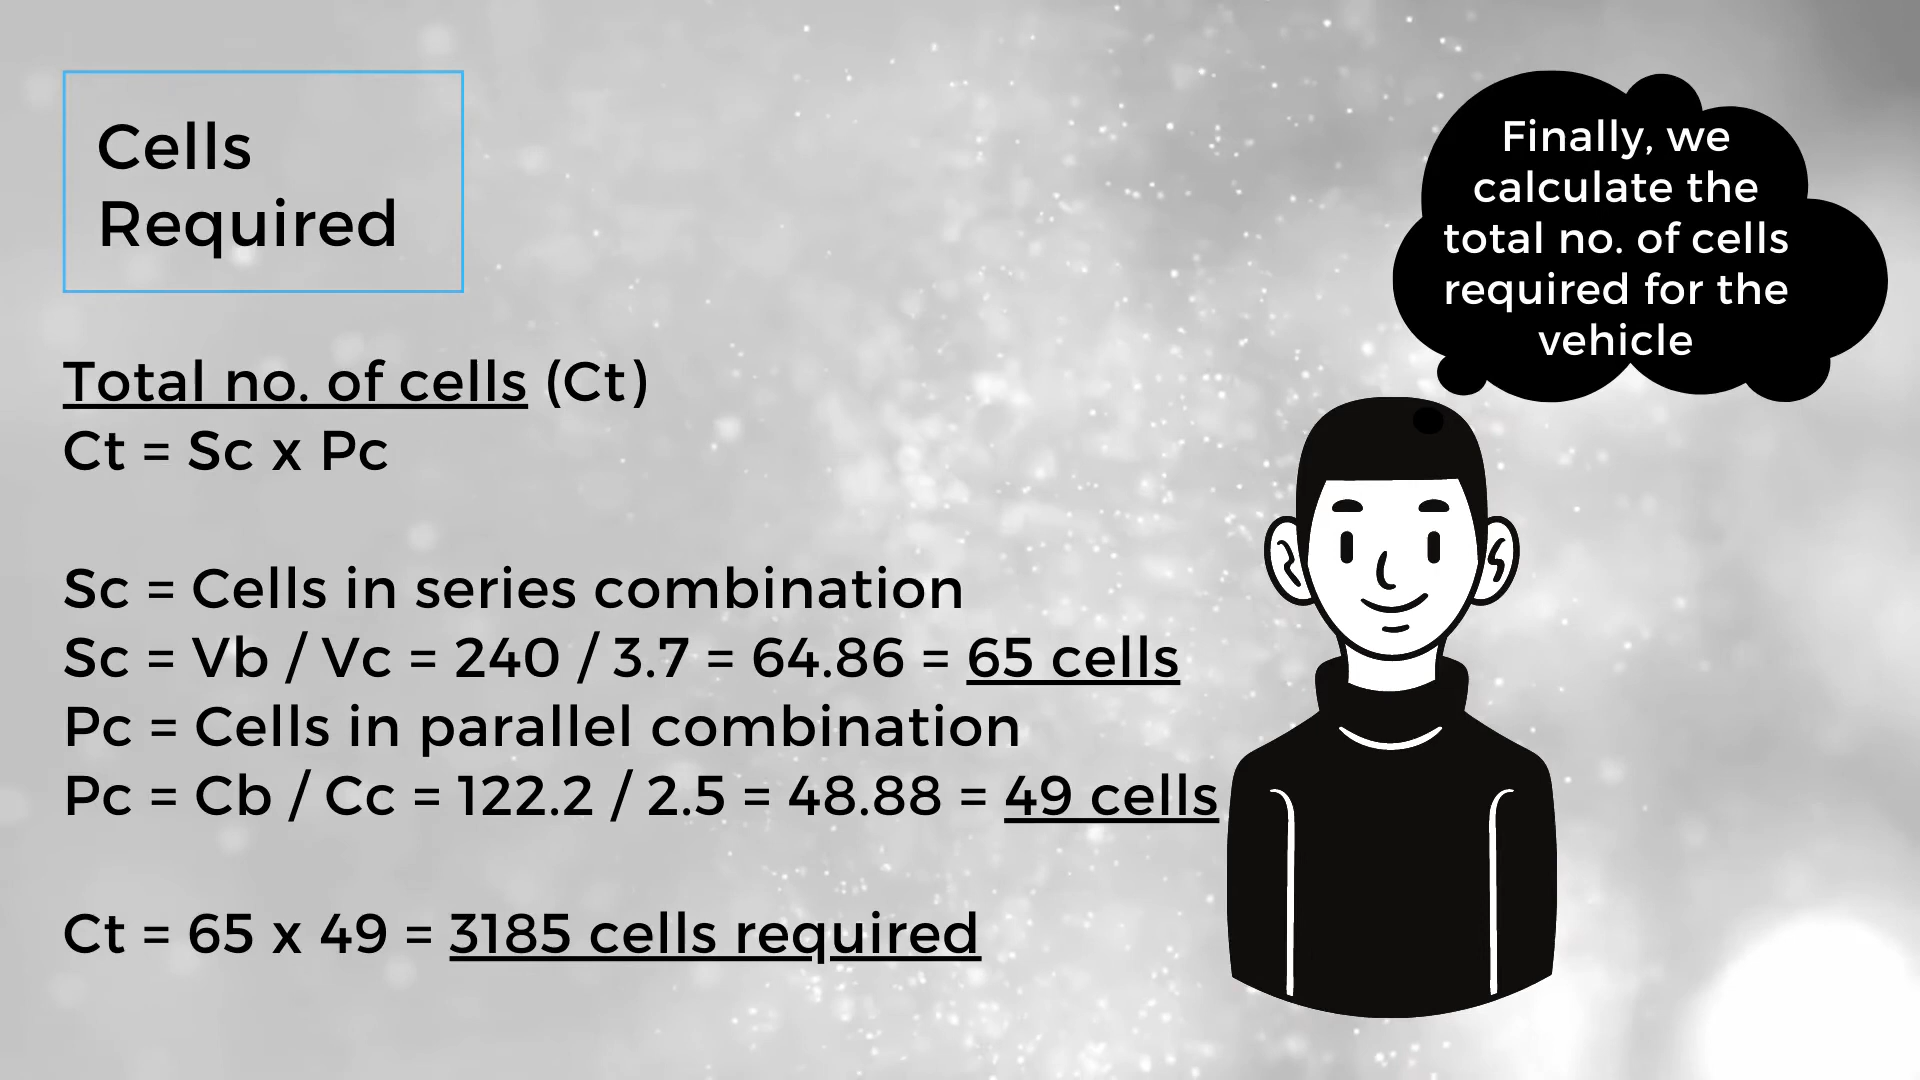 Cells
Required
Finally, we
calculate the
total no. of cells
required for the
vehicle
Total no. of cells (Ct)
Ct = Sc x Pc
Sc = Cells in series combination
Sc = Vb / Vc = 240 / 3.7 = 64.86 = 65 cells
Pc = Cells in parallel combination
Pc = Cb / Cc = 122.2 / 2.5 = 48.88 = 49 cells
Ct = 65 x 49 = 3185 cells required